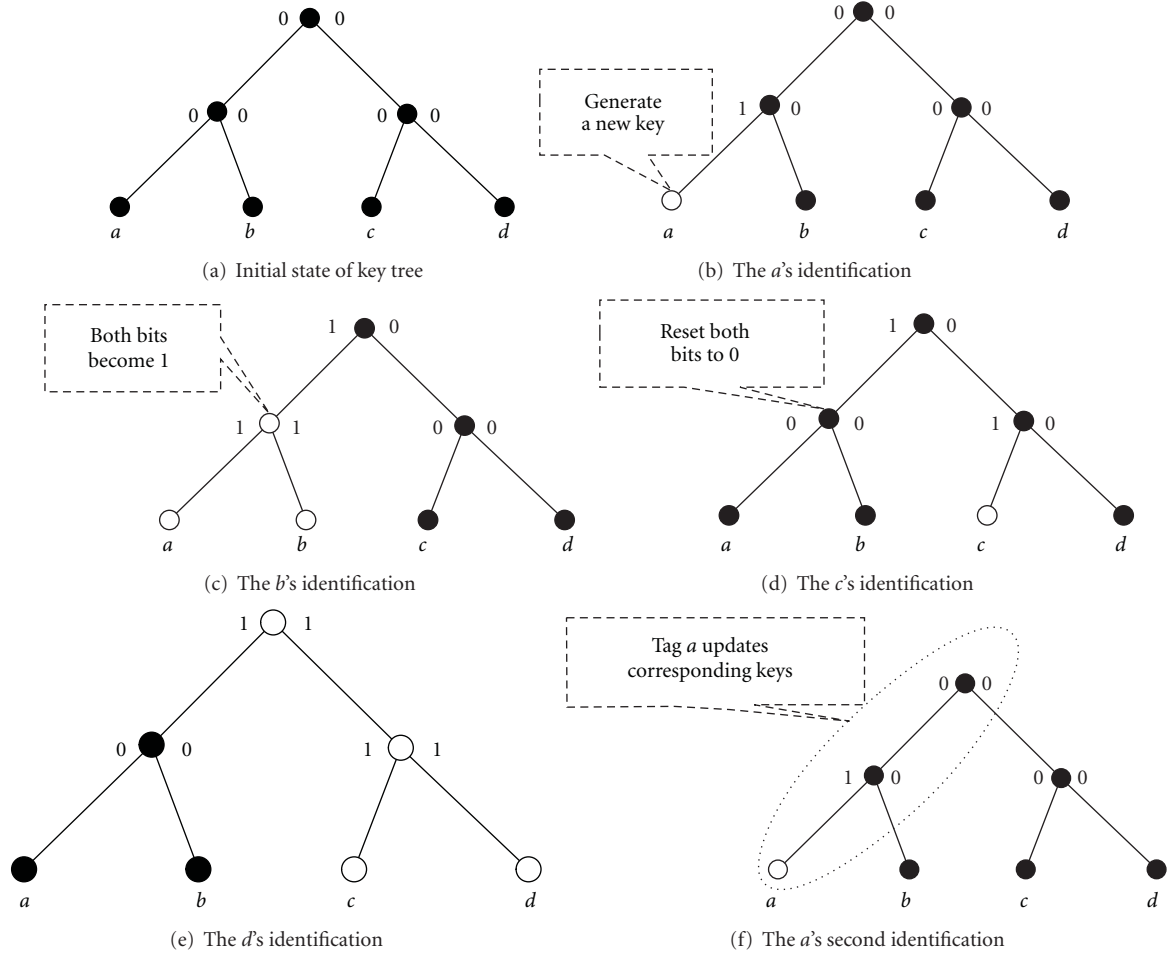 0 0
0 0 0 0
a b c d
(a) Initial state of key tree
0 0
Generate
a new key
1 0 0 0
a b c d
(b) The a's identification
Both bits
become 1
1 0
1 1 0 0
a b c d
(c) The b's identification
Reset both
bits to 0
1 0
0 0 1 0
a b c d
(d) The c's identification
1 1
0 0 1 1
a b c d
(e) The d's identification
Tag a updates
corresponding keys
0 0
1 0 0 0
a b c d
(f) The a's second identification